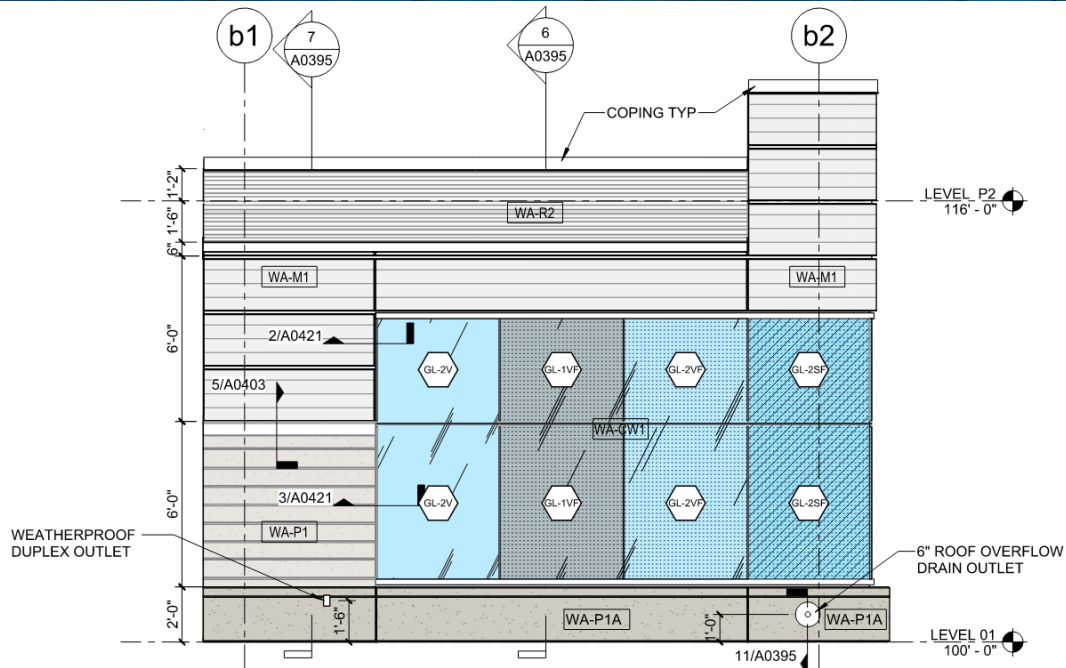 b1
7
A0395
6
A0395
b2
COPING TYP
1'-2"
LEVEL P2
116' - 0"
WA-R2
1'-6"
6"
WA-M1
WA-M1
6'-0"
2/A0421
GL-2V
GL-1VF
GL-2VF
GL-2SF
5/A0403
WA-CW1
6'-0"
3/A0421
GL-2V
GL-1VF
GL-2VF
GL-2SF
WEATHERPROOF
DUPLEX OUTLET
WA-P1
6" ROOF OVERFLOW
DRAIN OUTLET
2'-0"
1'-6"
WA-P1A
1'-0"
WA-P1A
LEVEL 01
100' - 0"
11/A0395